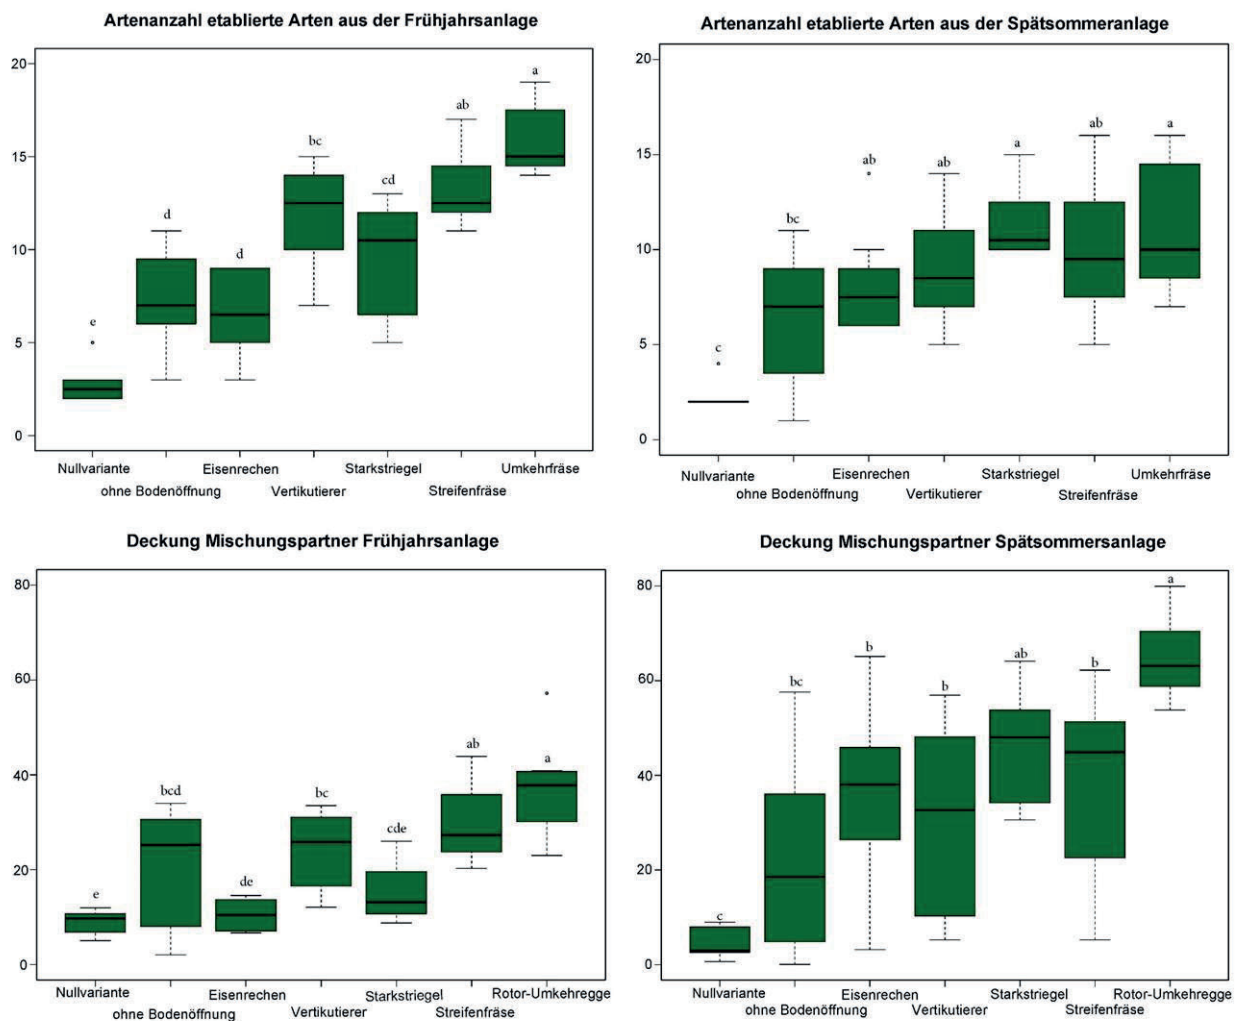 Artenanzahl etablierte Arten aus der Frühjahrsanlage
20
15
10
5
0
e
d
d
bc
cd
ab
a
Nullvariante
ohne Bodenöffnung
Eisenrechen
Vertikutierer
Starkstriegel
Streifenfräse
Umkehrfräse
Artenanzahl etablierte Arten aus der Spätsommeranlage
20
15
10
5
0
c
bc
ab
ab
a
ab
a
Nullvariante
ohne Bodenöffnung
Eisenrechen
Vertikutierer
Starkstriegel
Streifenfräse
Umkehrfräse
Deckung Mischungspartner Frühjahrsanlage
80
60
40
20
0
e
bcd
de
bc
cde
ab
a
Nullvariante
ohne Bodenöffnung
Eisenrechen
Vertikutierer
Starkstriegel
Streifenfräse
Rotor-Umkehregge
Deckung Mischungspartner Spätsommersanlage
80
60
40
20
0
c
bc
b
b
ab
b
a
Nullvariante
ohne Bodenöffnung
Eisenrechen
Vertikutierer
Starkstriegel
Streifenfräse
Rotor-Umkehregge